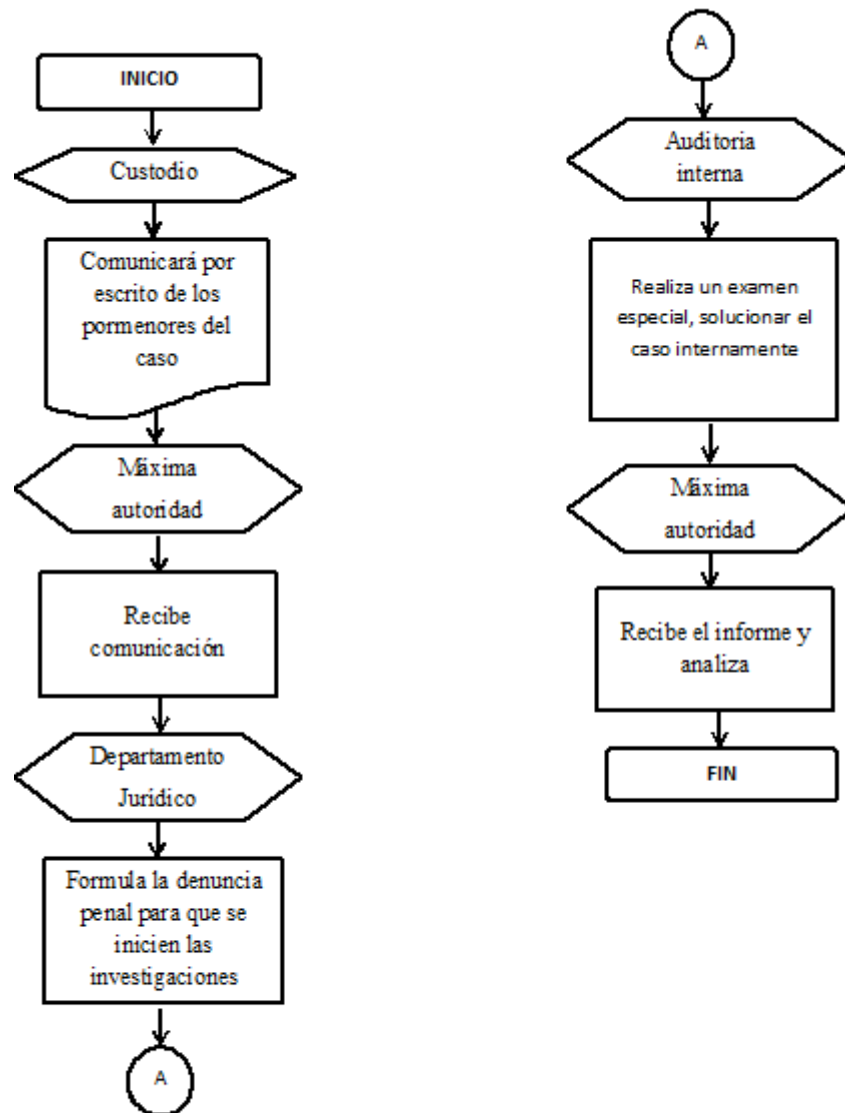 INICIO
Custodio
Comunicará por
escrito de los
pormenores del
caso
Máxima
autoridad
Recibe
comunicación
Departamento
Jurídico
Formula la denuncia
penal para que se
inicien las
investigaciones
A
A
Auditoria
interna
Realiza un examen
especial, solucionar el
caso internamente
Máxima
autoridad
Recibe el informe y
analiza
FIN